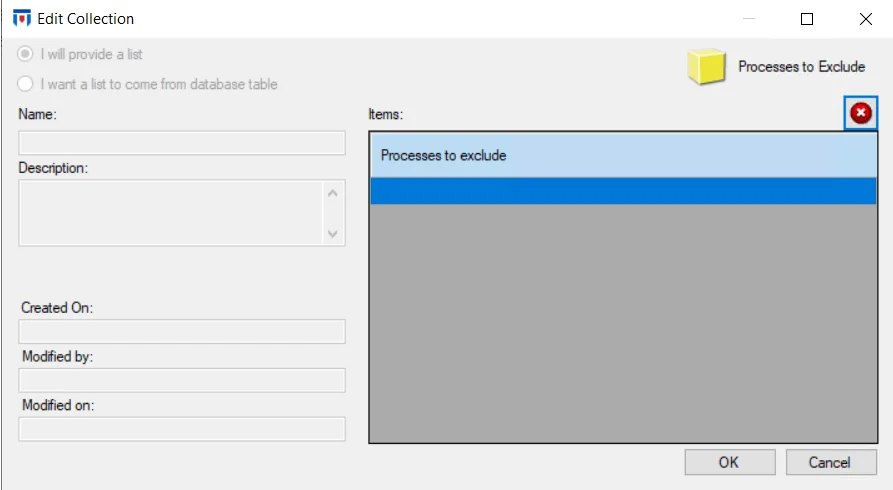 Edit Collection
I will provide a list
I want a list to come from database table
Processes to Exclude
Name:
Items:
Processes to exclude
Description:
Created On:
Modified by:
Modified on:
OK
Cancel